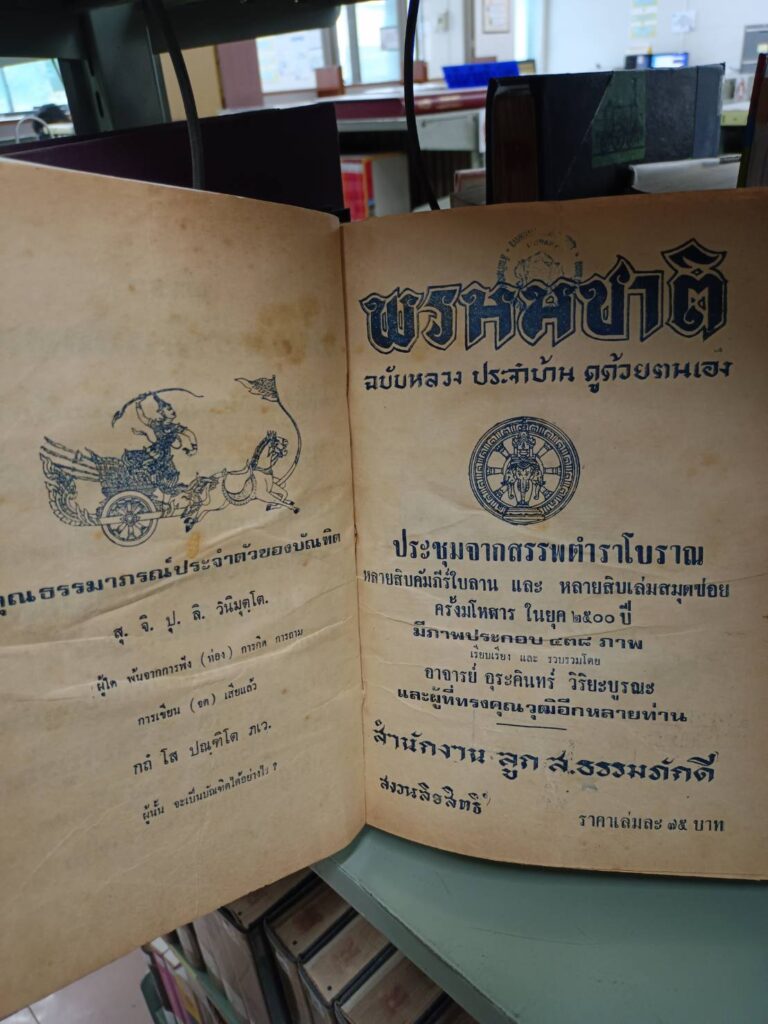 คุณธรรมาภรณ์ประจำตัวของบัณฑิต
สุ. จิ. ปุ. ลิ. วินิมุตฺโต.
ผู้ใด พ้นจากการฟัง (ท่อง) การคิด การถาม
การเขียน (จด) เสียแล้ว
กถํ โส ปณฺฑิโต ภเว.
ผู้นั้น จะเป็นบัณฑิตได้อย่างไร ?
พรหมชาติ
ฉบับหลวง ประจำบ้าน ดูด้วยตนเอง
ประชุมจากสรรพตำราโบราณ
หลายสิบคัมภีร์ใบลาน และ หลายสิบเล่มสมุดข่อย
ครั้งมโหสาร ในยุค ๒๕๐๐ ปี
มีภาพประกอบ ๔๓๘ ภาพ
เรียบเรียง และ รวบรวมโดย
อาจารย์ อุระคินทร์ วิริยะบูรณะ
และผู้ที่ทรงคุณวุฒิอีกหลายท่าน
สำนักงาน ลูก ส.ธรรมภักดี
สงวนลิขสิทธิ์
ราคาเล่มละ ๗๕ บาท